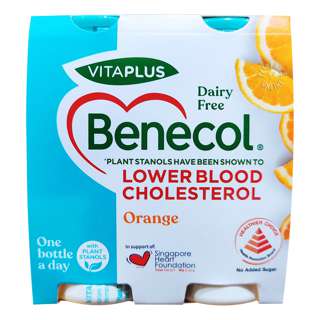 VITAPLUS
Dairy
Free
Benecol®
*PLANT STANOLS HAVE BEEN SHOWN TO
LOWER BLOOD
CHOLESTEROL
Orange
HEALTHIER CHOICE
One
bottle
a day
with
PLANT
STANOLS
In support of:
Singapore
Heart
Foundation
No Added Sugar
VITA